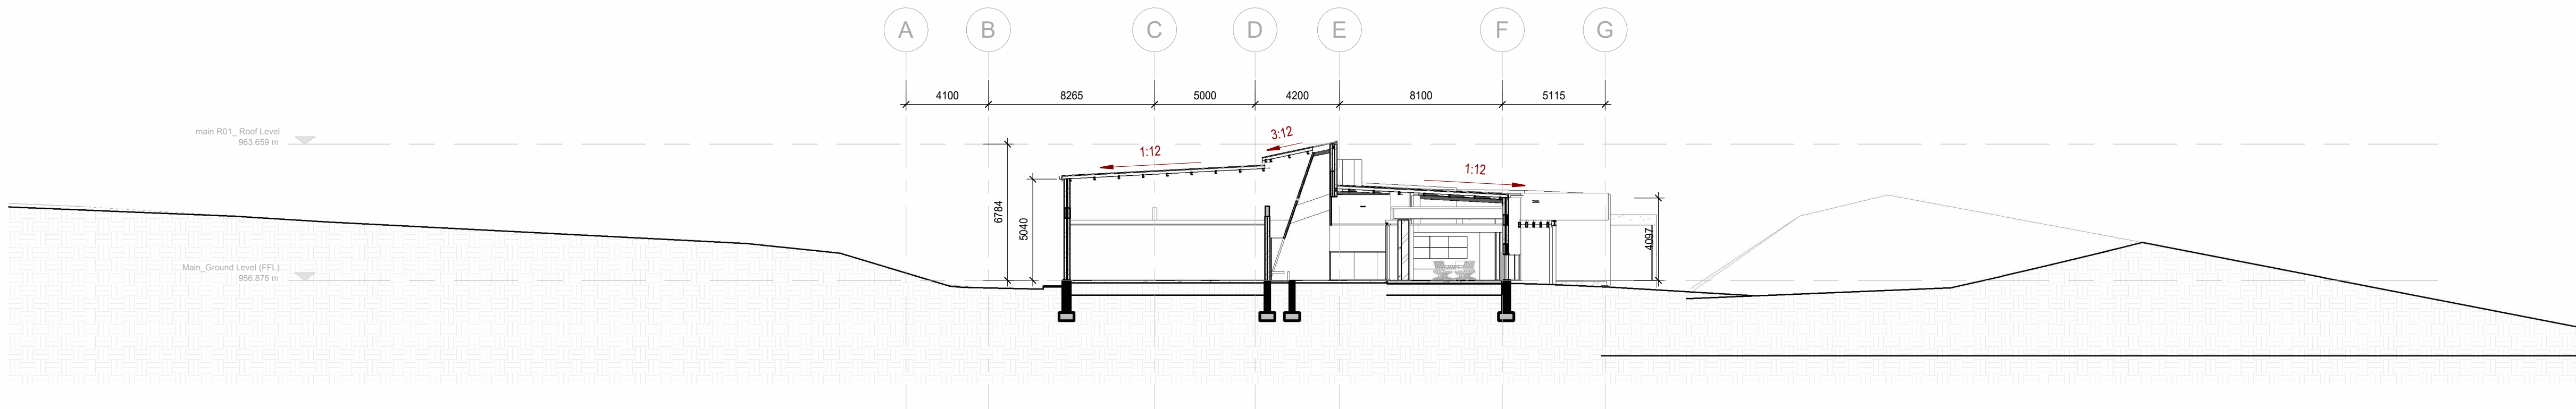 A B C D E F G
4100 8265 5000 4200 8100 5115
main R01_ Roof Level
963.659 m
3:12
1:12
1:12
6784
5040
4097
Main_Ground Level (FFL)
956.875 m